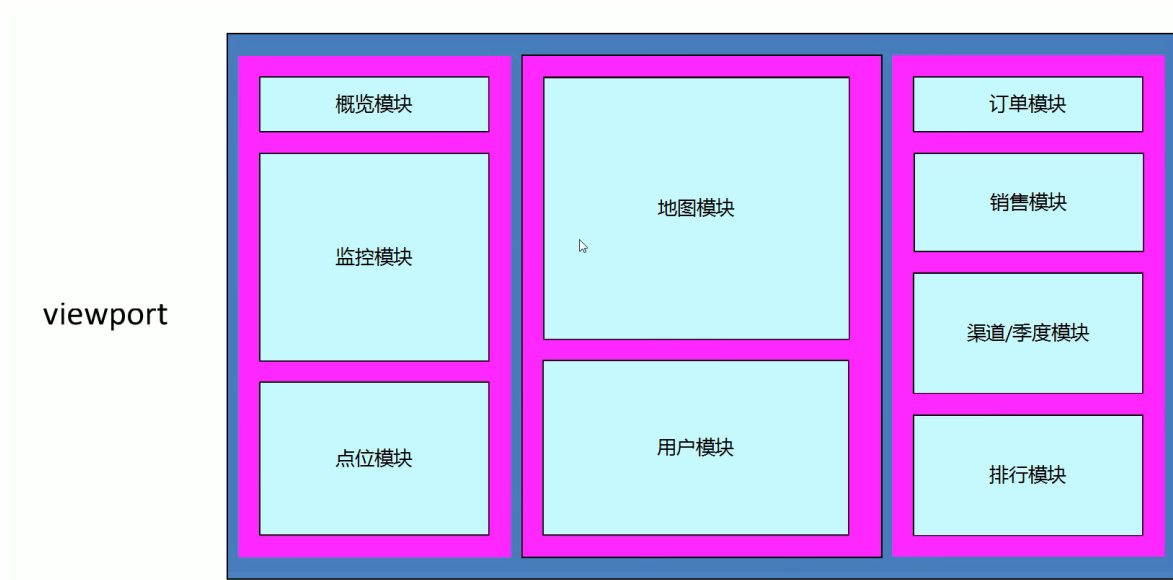 viewport
概览模块
监控模块
点位模块
地图模块
用户模块
订单模块
销售模块
渠道/季度模块
排行模块